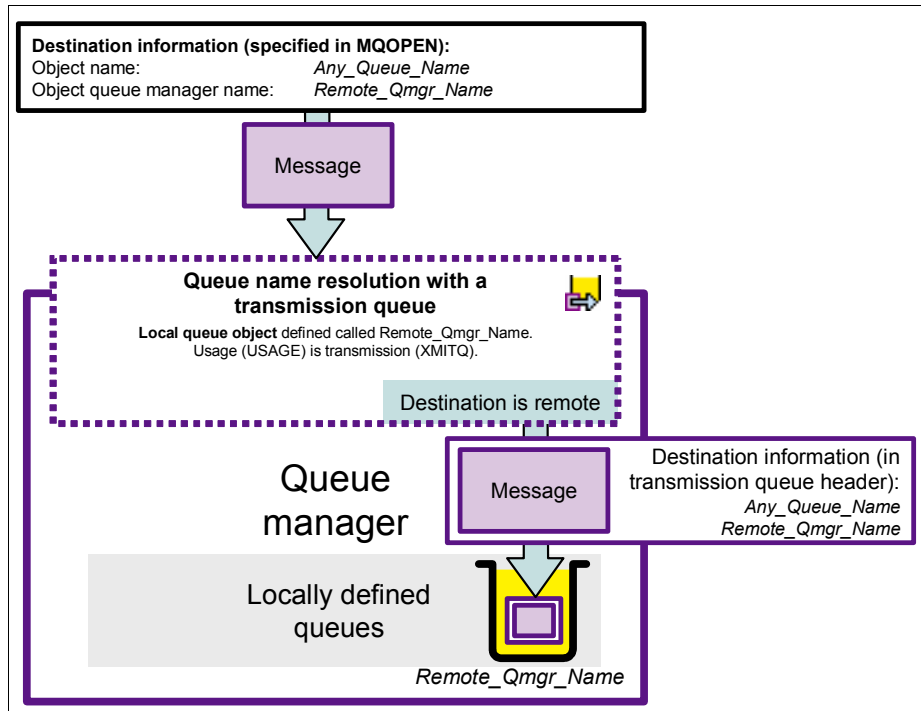 Destination information (specified in MQOPEN):
Object name: Any_Queue_Name
Object queue manager name: Remote_Qmgr_Name
Message
Queue name resolution with a
transmission queue
Local queue object defined called Remote_Qmgr_Name.
Usage (USAGE) is transmission (XMITQ).
Destination is remote
Queue
manager
Message
Destination information (in
transmission queue header):
Any_Queue_Name
Remote_Qmgr_Name
Locally defined
queues
Remote_Qmgr_Name